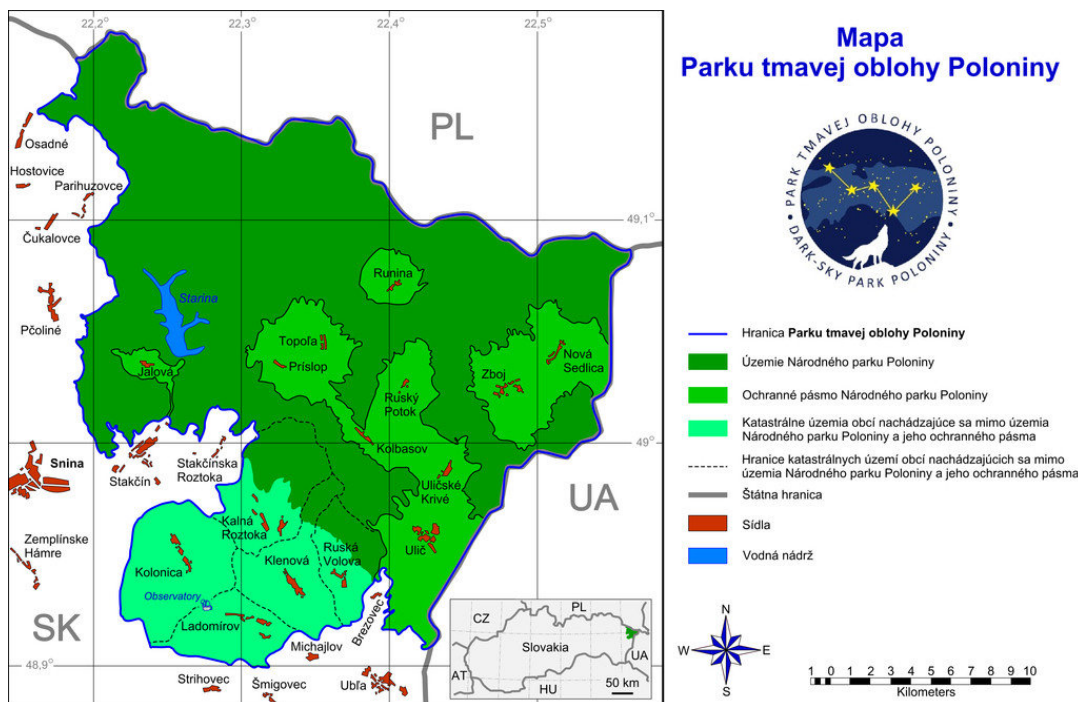 Mapa
Parku tmavej oblohy Poloniny
PARK TMAVEJ OBLOHY POLONINY
DARK-SKY PARK POLONINY
22,2°
22,3°
22,4°
22,5°
49,1°
49°
48,9°
PL
UA
SK
Osadné
Hostovice
Parihuzovce
Čukalovce
Pčoliné
Starina
Runina
Topoľa
Príslop
Jalová
Ruský
Potok
Zboj
Nová
Sedlica
Kolbasov
Snina
Stakčín
Stakčínska
Roztoka
Uličské
Krivé
Ulič
Zemplínske
Hámre
Kolonica
Kalná
Roztoka
Klenová
Ruská
Volova
Observatory
Ladomírov
Brezovec
Michajlov
Strihovec
Šmigovec
Ubľa
CZ
PL
Slovakia
UA
AT
HU
50 km
Hranica Parku tmavej oblohy Poloniny
Územie Národného parku Poloniny
Ochranné pásmo Národného parku Poloniny
Katastrálne územia obcí nachádzajúce sa mimo územia
Národného parku Poloniny a jeho ochranného pásma
Hranice katastrálnych území obcí nachádzajúcich sa mimo
územia Národného parku Poloniny a jeho ochranného pásma
Štátna hranica
Sídla
Vodná nádrž
N
W
E
S
1 0 1 2 3 4 5 6 7 8 9 10
Kilometers